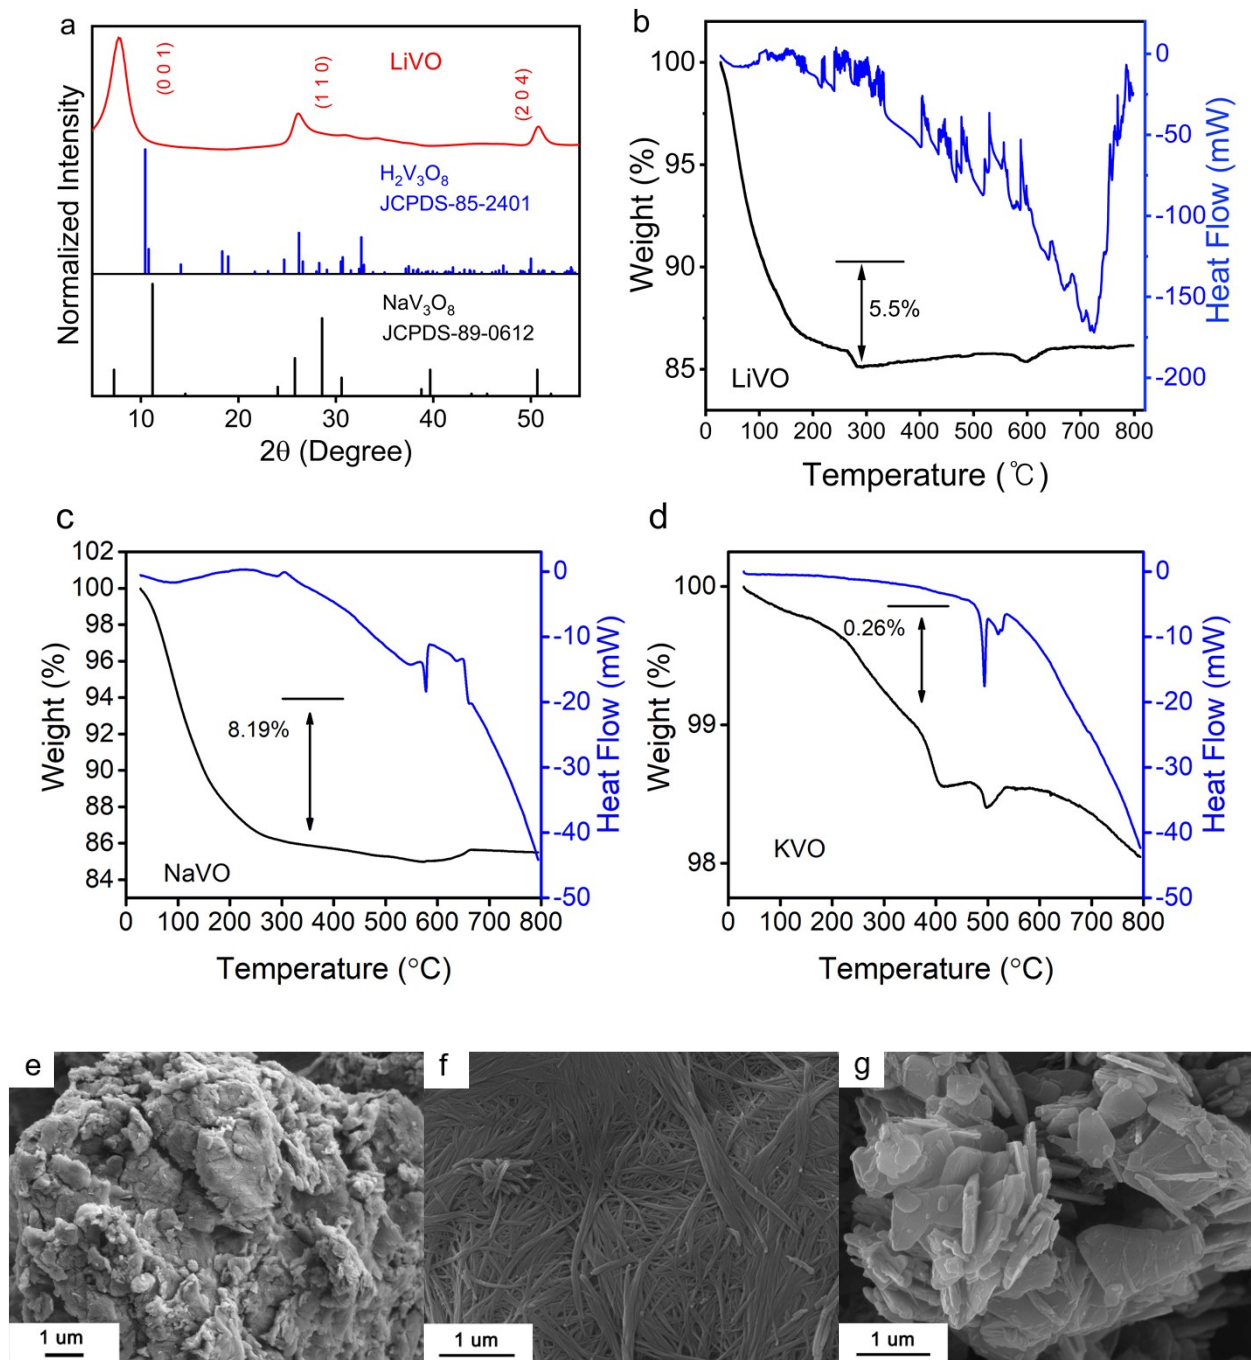 a
LiVO
(0 0 1)
(1 1 0)
(2 0 4)
H₂V₃O₈
JCPDS-85-2401
NaV₃O₈
JCPDS-89-0612
Normalized Intensity
10 20 30 40 50
2θ (Degree)
b
100
95
90
85
Weight (%)
0
-50
-100
-150
-200
Heat Flow (mW)
5.5%
LiVO
0 100 200 300 400 500 600 700 800
Temperature (℃)
c
102
100
98
96
94
92
90
88
86
84
Weight (%)
0
-10
-20
-30
-40
-50
Heat Flow (mW)
8.19%
NaVO
0 100 200 300 400 500 600 700 800
Temperature (°C)
d
100
99
98
Weight (%)
0
-10
-20
-30
-40
-50
Heat Flow (mW)
0.26%
KVO
0 100 200 300 400 500 600 700 800
Temperature (°C)
e
1 um
f
1 um
g
1 um